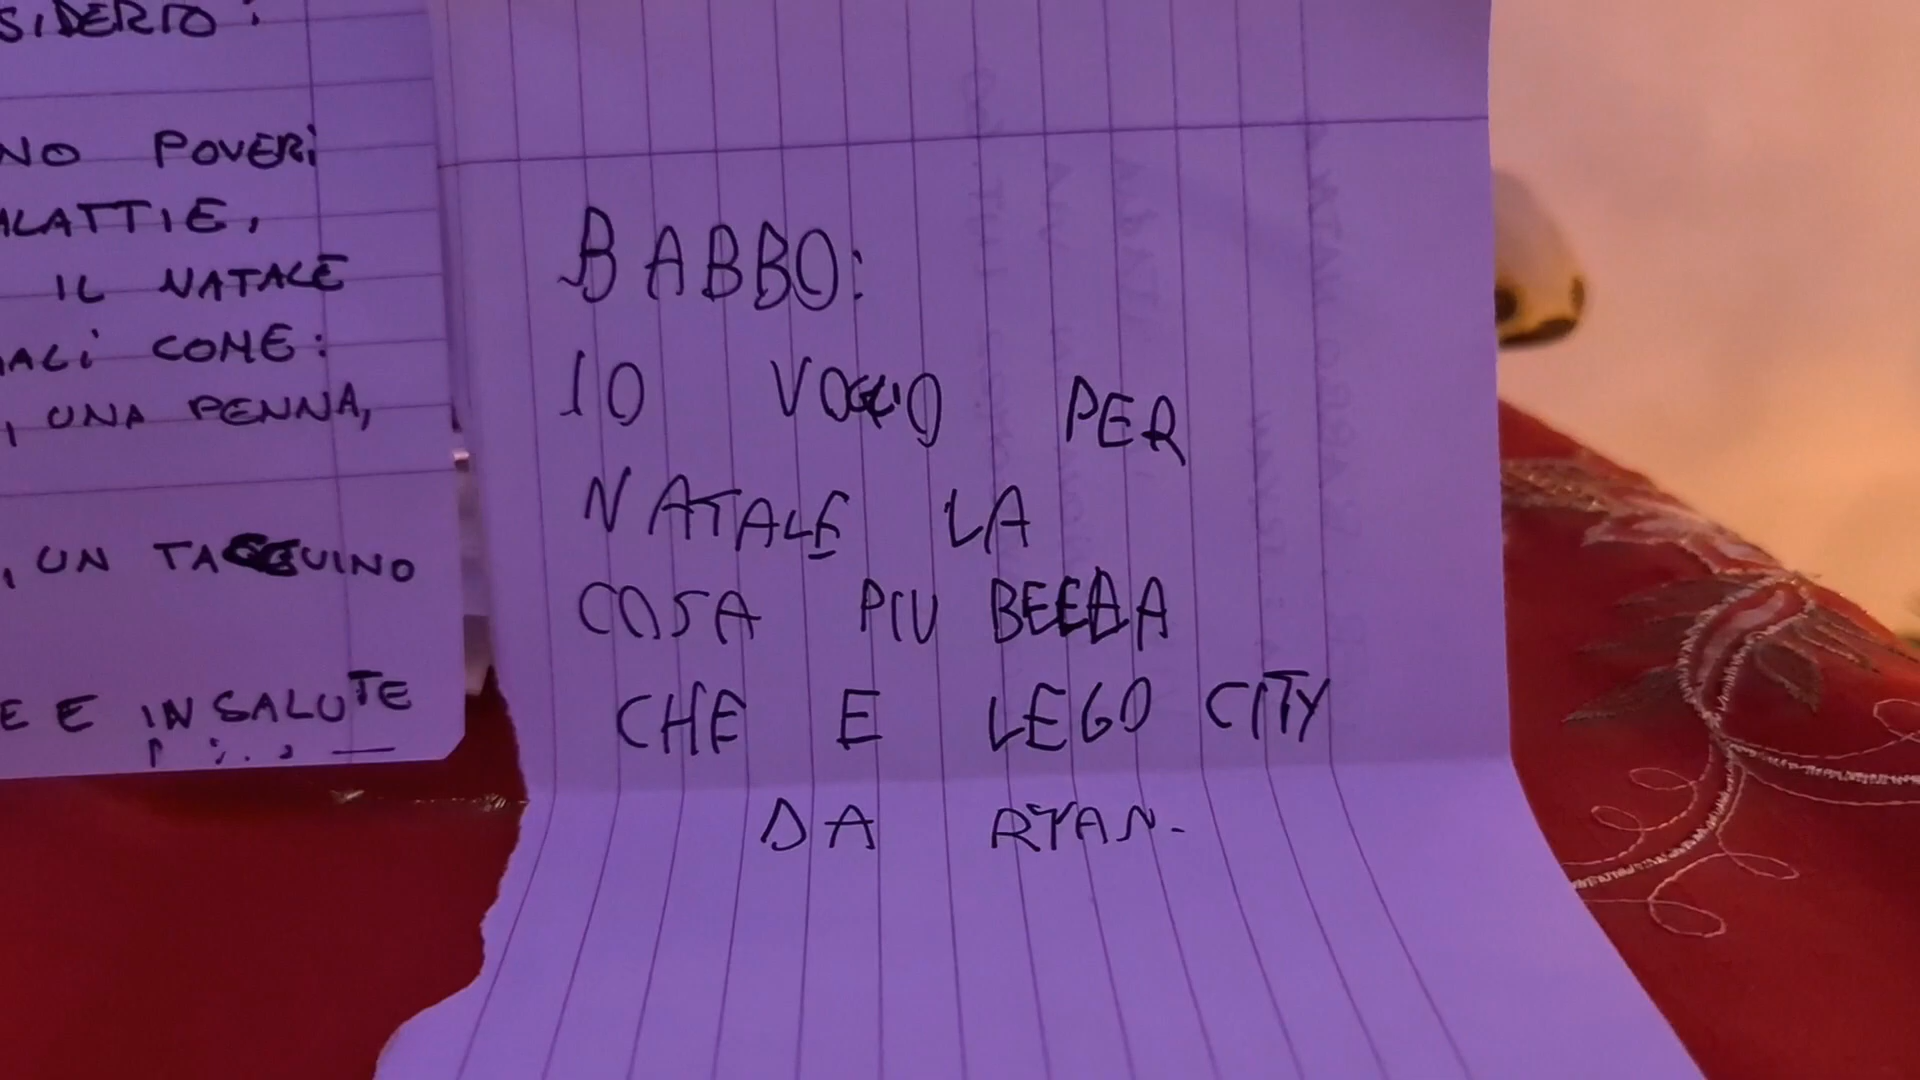 SIDERIO:
NO POVERI
ALATTIE,
IL NATALE
ALI COME:
, UNA PENNA,
, UN TACCUINO
E E IN SALUTE
BABBO:
IO VOGLIO PER
NATALE LA
COSA PIU BELLA
CHE E LEGO CITY
DA RYAN.